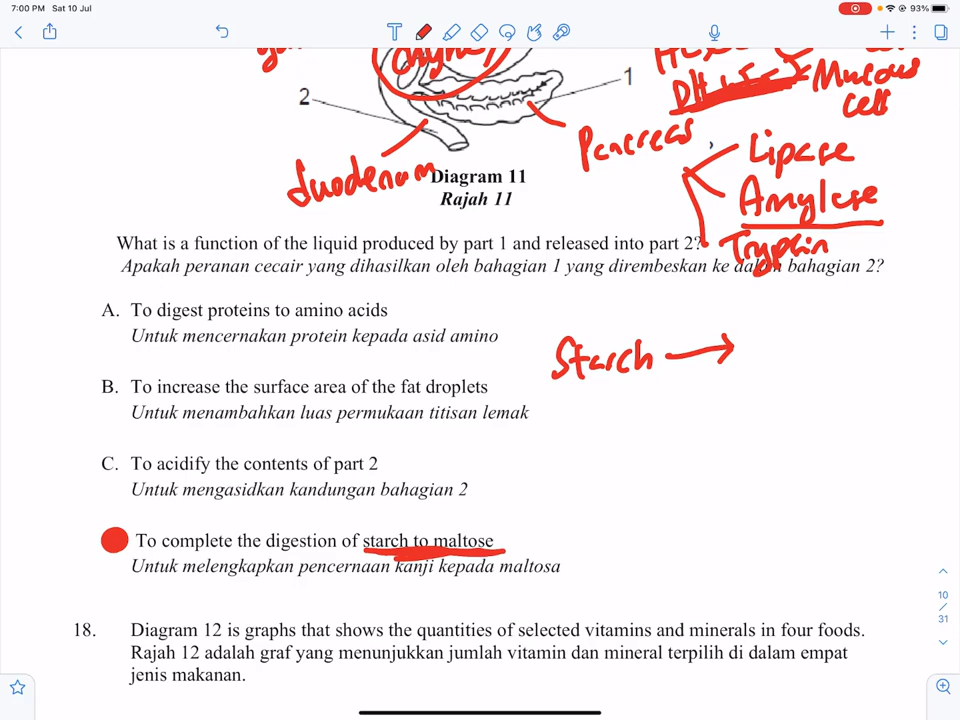 7:00 PM Sat 10 Jul
93%
chyme
Mucous
cell
2
1
Pancreas
Lipase
Amylase
Trypsin
Duodenum
Diagram 11
Rajah 11
What is a function of the liquid produced by part 1 and released into part 2?
Apakah peranan cecair yang dihasilkan oleh bahagian 1 yang dirembeskan ke dalam bahagian 2?
A. To digest proteins to amino acids
Untuk mencernakan protein kepada asid amino
Starch →
B. To increase the surface area of the fat droplets
Untuk menambahkan luas permukaan titisan lemak
C. To acidify the contents of part 2
Untuk mengasidkan kandungan bahagian 2
To complete the digestion of starch to maltose
Untuk melengkapkan pencernaan kanji kepada maltosa
18. Diagram 12 is graphs that shows the quantities of selected vitamins and minerals in four foods.
Rajah 12 adalah graf yang menunjukkan jumlah vitamin dan mineral terpilih di dalam empat
jenis makanan.
10
/
31